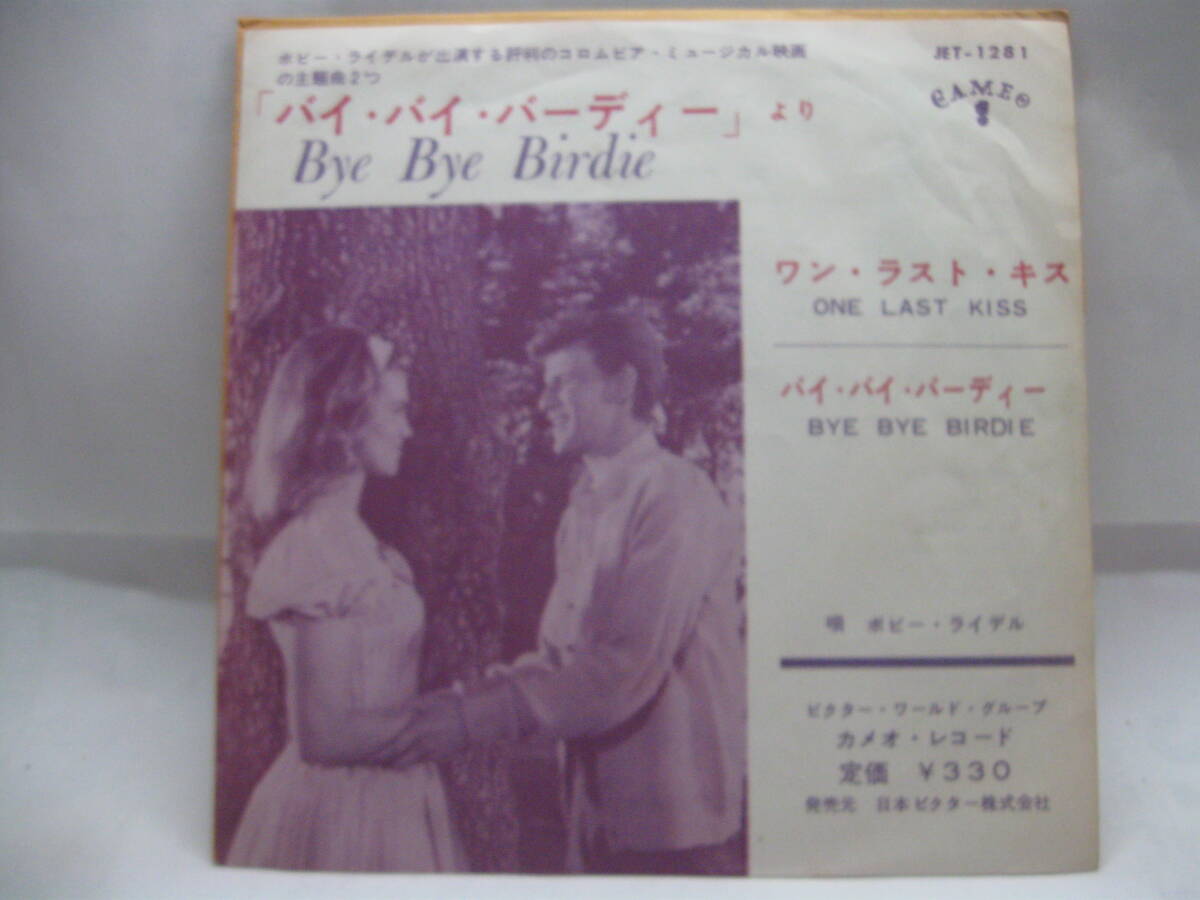 ボビー・ライデルが出演する評判のコロムビア・ミュージカル映画
の主題曲2つ
「バイ・バイ・バーディー」より
Bye Bye Birdie
JET-1281
CAMEO
ワン・ラスト・キス
ONE LAST KISS
バイ・バイ・バーディー
BYE BYE BIRDIE
唄 ボビー・ライデル
ビクター・ワールド・グループ
カメオ・レコード
定価 ¥330
発売元 日本ビクター株式会社